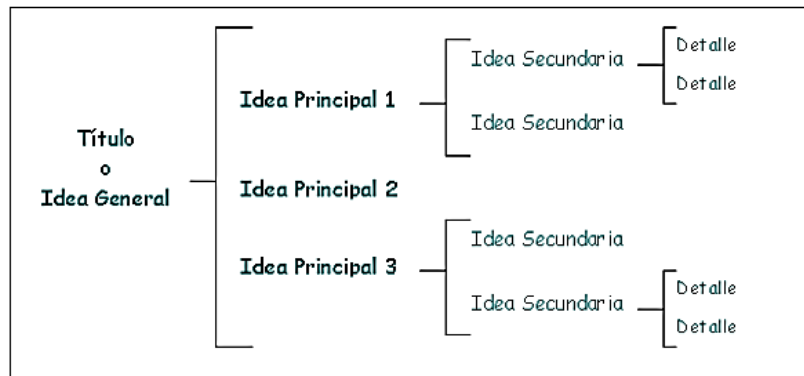 Título
o
Idea General
Idea Principal 1
Idea Secundaria
Detalle
Detalle
Idea Secundaria
Idea Principal 2
Idea Principal 3
Idea Secundaria
Idea Secundaria
Detalle
Detalle